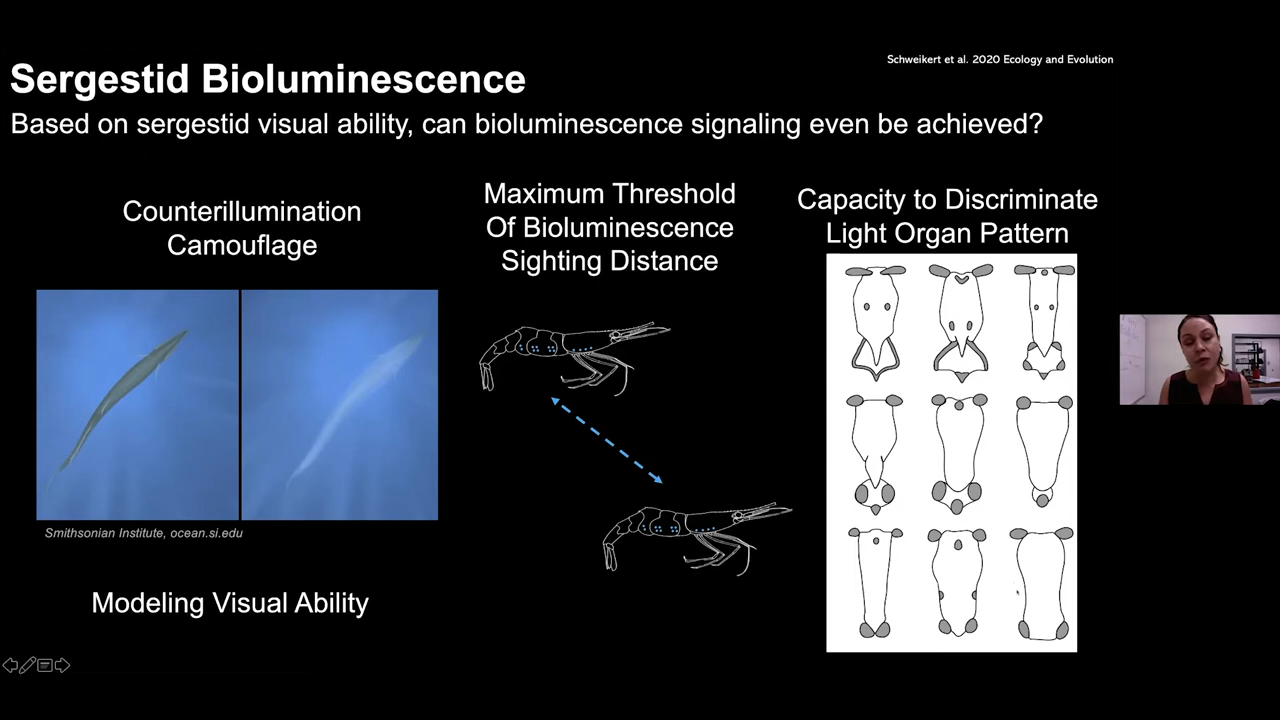 Schweikert et al. 2020 Ecology and Evolution
Sergestid Bioluminescence
Based on sergestid visual ability, can bioluminescence signaling even be achieved?
Counterillumination
Camouflage
Maximum Threshold
Of Bioluminescence
Sighting Distance
Capacity to Discriminate
Light Organ Pattern
Smithsonian Institute, ocean.si.edu
Modeling Visual Ability